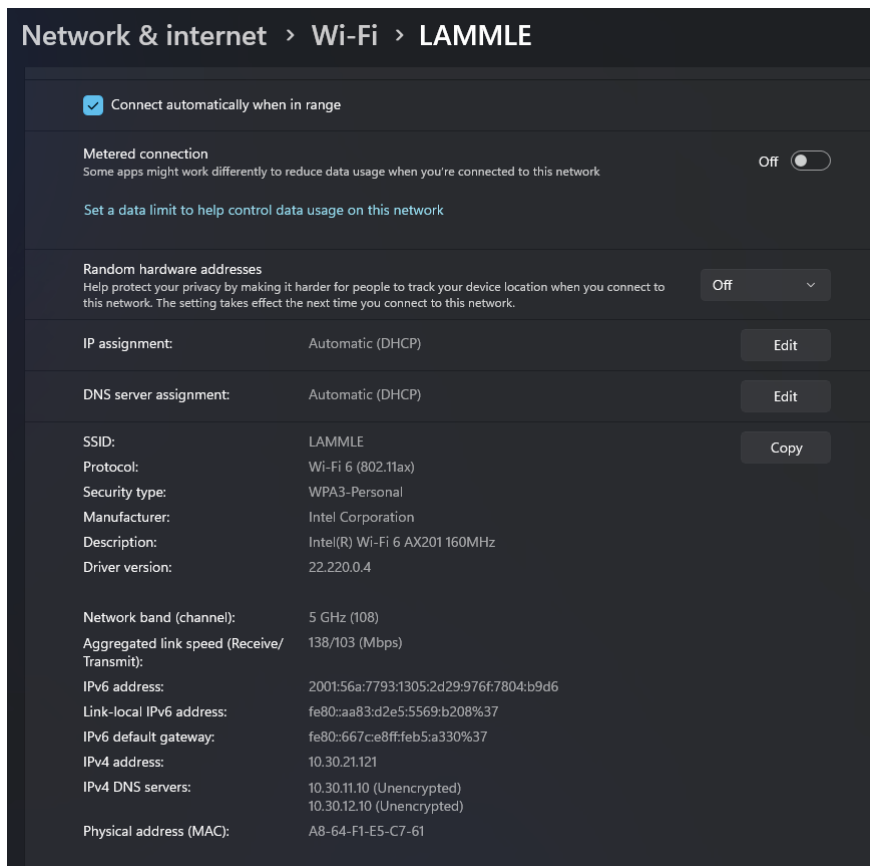 Network & internet > Wi-Fi > LAMMLE
Connect automatically when in range
Metered connection
Some apps might work differently to reduce data usage when you're connected to this network
Off
Set a data limit to help control data usage on this network
Random hardware addresses
Help protect your privacy by making it harder for people to track your device location when you connect to
this network. The setting takes effect the next time you connect to this network.
Off
IP assignment: Automatic (DHCP) Edit
DNS server assignment: Automatic (DHCP) Edit
SSID: LAMMLE Copy
Protocol: Wi-Fi 6 (802.11ax)
Security type: WPA3-Personal
Manufacturer: Intel Corporation
Description: Intel(R) Wi-Fi 6 AX201 160MHz
Driver version: 22.220.0.4
Network band (channel): 5 GHz (108)
Aggregated link speed (Receive/ 138/103 (Mbps)
Transmit):
IPv6 address: 2001:56a:7793:1305:2d29:976f:7804:b9d6
Link-local IPv6 address: fe80::aa83:d2e5:5569:b208%37
IPv6 default gateway: fe80::667c:e8ff:feb5:a330%37
IPv4 address: 10.30.21.121
IPv4 DNS servers: 10.30.11.10 (Unencrypted)
10.30.12.10 (Unencrypted)
Physical address (MAC): A8-64-F1-E5-C7-61